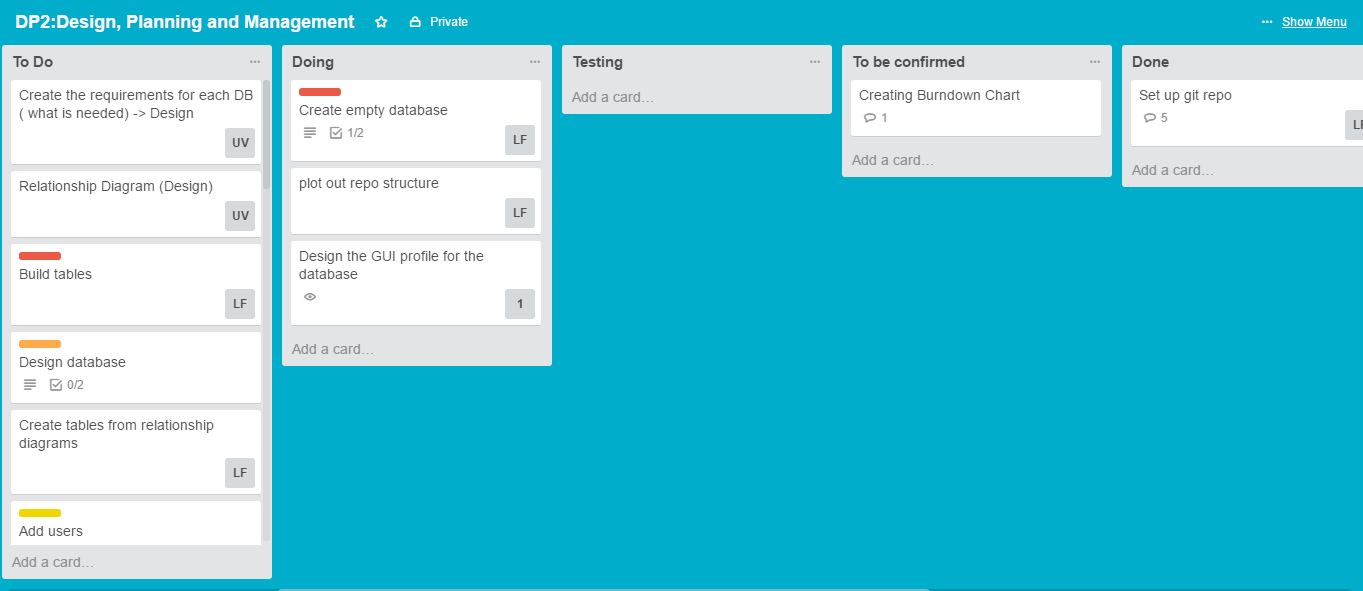 DP2:Design, Planning and Management
Private
Show Menu
To Do
Create the requirements for each DB
( what is needed) -> Design
UV
Relationship Diagram (Design)
UV
Build tables
LF
Design database
0/2
Create tables from relationship
diagrams
LF
Add users
Add a card…
Doing
Create empty database
1/2
LF
plot out repo structure
LF
Design the GUI profile for the
database
1
Add a card…
Testing
Add a card…
To be confirmed
Creating Burndown Chart
1
Add a card…
Done
Set up git repo
5
Add a card…